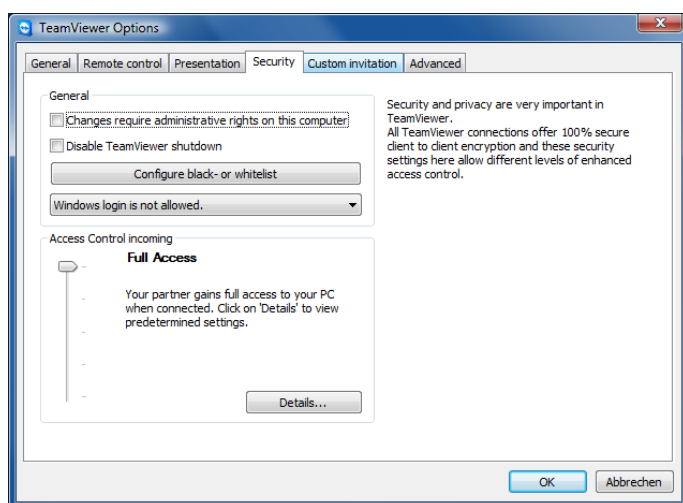 TeamViewer Options
General Remote control Presentation Security Custom invitation Advanced
General
Changes require administrative rights on this computer
Disable TeamViewer shutdown
Configure black- or whitelist
Windows login is not allowed.
Access Control incoming
Full Access
Your partner gains full access to your PC
when connected. Click on 'Details' to view
predetermined settings.
Details...
Security and privacy are very important in
TeamViewer.
All TeamViewer connections offer 100% secure
client to client encryption and these security
settings here allow different levels of enhanced
access control.
OK Abbrechen